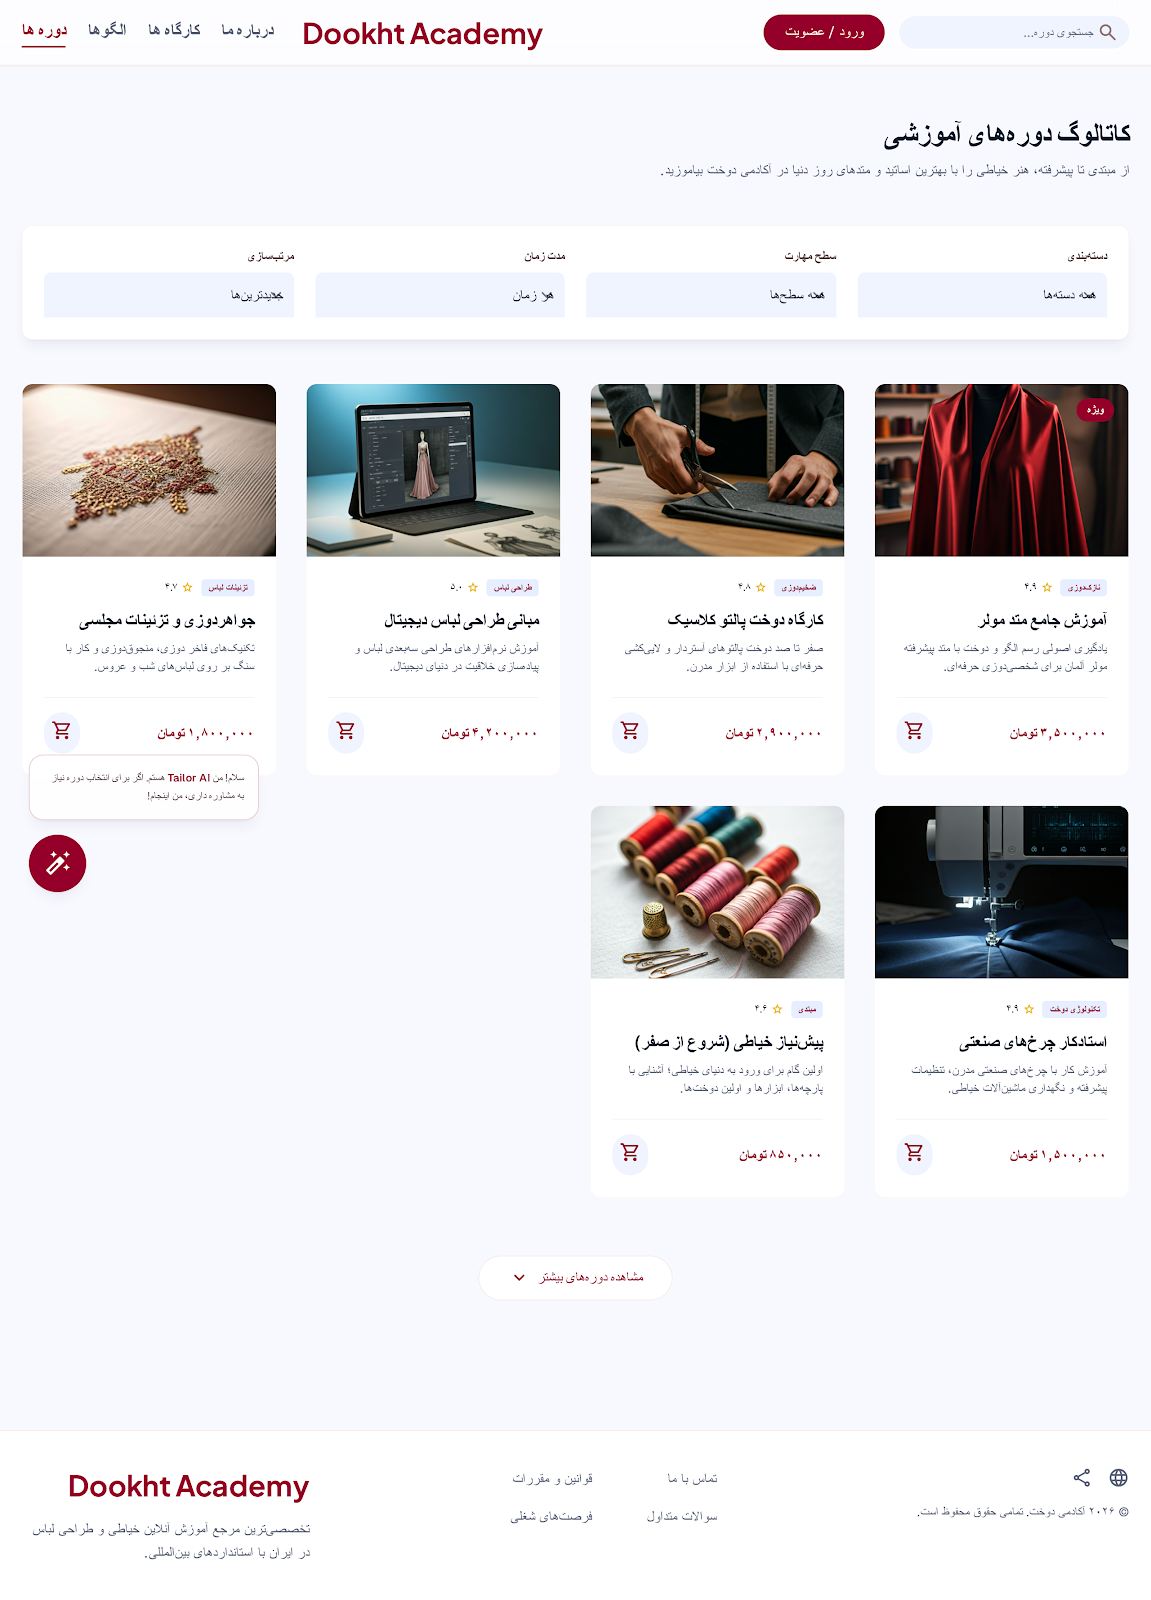 دوره ها
الگوها
کارگاه ها
درباره ما
Dookht Academy
ورود / عضویت
جستجوی دوره...
کاتالوگ دوره‌های آموزشی
از مبتدی تا پیشرفته، هنر خیاطی را با بهترین اساتید و متدهای روز دنیا در آکادمی دوخت بیاموزید.
دسته‌بندی
همه دسته‌ها
سطح مهارت
همه سطح‌ها
مدت زمان
هر زمان
مرتب‌سازی
جدیدترین‌ها
ویژه
نازک‌دوزی
۴.۹
آموزش جامع متد مولر
یادگیری اصولی رسم الگو و دوخت با متد پیشرفته
مولر آلمان برای شخصی‌دوزی حرفه‌ای.
۳,۵۰۰,۰۰۰ تومان
ضخیم‌دوزی
۴.۸
کارگاه دوخت پالتو کلاسیک
صفر تا صد دوخت پالتوهای آستردار و لایی‌کشی
حرفه‌ای با استفاده از ابزار مدرن.
۲,۹۰۰,۰۰۰ تومان
طراحی لباس
۵.۰
مبانی طراحی لباس دیجیتال
آموزش نرم‌افزارهای طراحی سه‌بعدی لباس و
پیاده‌سازی خلاقیت در دنیای دیجیتال.
۴,۲۰۰,۰۰۰ تومان
تزئینات لباس
۴.۷
جواهردوزی و تزئینات مجلسی
تکنیک‌های فاخر دوزی، منجوق‌دوزی و کار با
سنگ بر روی لباس‌های شب و عروس.
۱,۸۰۰,۰۰۰ تومان
سلام! من Tailor AI هستم. اگر برای انتخاب دوره نیاز
به مشاوره داری، من اینجام!
تکنولوژی دوخت
۴.۹
استادکار چرخ‌های صنعتی
آموزش کار با چرخ‌های صنعتی مدرن، تنظیمات
پیشرفته و نگهداری ماشین‌آلات خیاطی.
۱,۵۰۰,۰۰۰ تومان
مبتدی
۴.۶
پیش‌نیاز خیاطی (شروع از صفر)
اولین گام برای ورود به دنیای خیاطی؛ آشنایی با
پارچه‌ها، ابزارها و اولین دوخت‌ها.
۸۵۰,۰۰۰ تومان
مشاهده دوره‌های بیشتر
Dookht Academy
تخصصی‌ترین مرجع آموزش آنلاین خیاطی و طراحی لباس
در ایران با استانداردهای بین‌المللی.
تماس با ما
قوانین و مقررات
سوالات متداول
فرصت‌های شغلی
© ۲۰۲۶ آکادمی دوخت. تمامی حقوق محفوظ است.